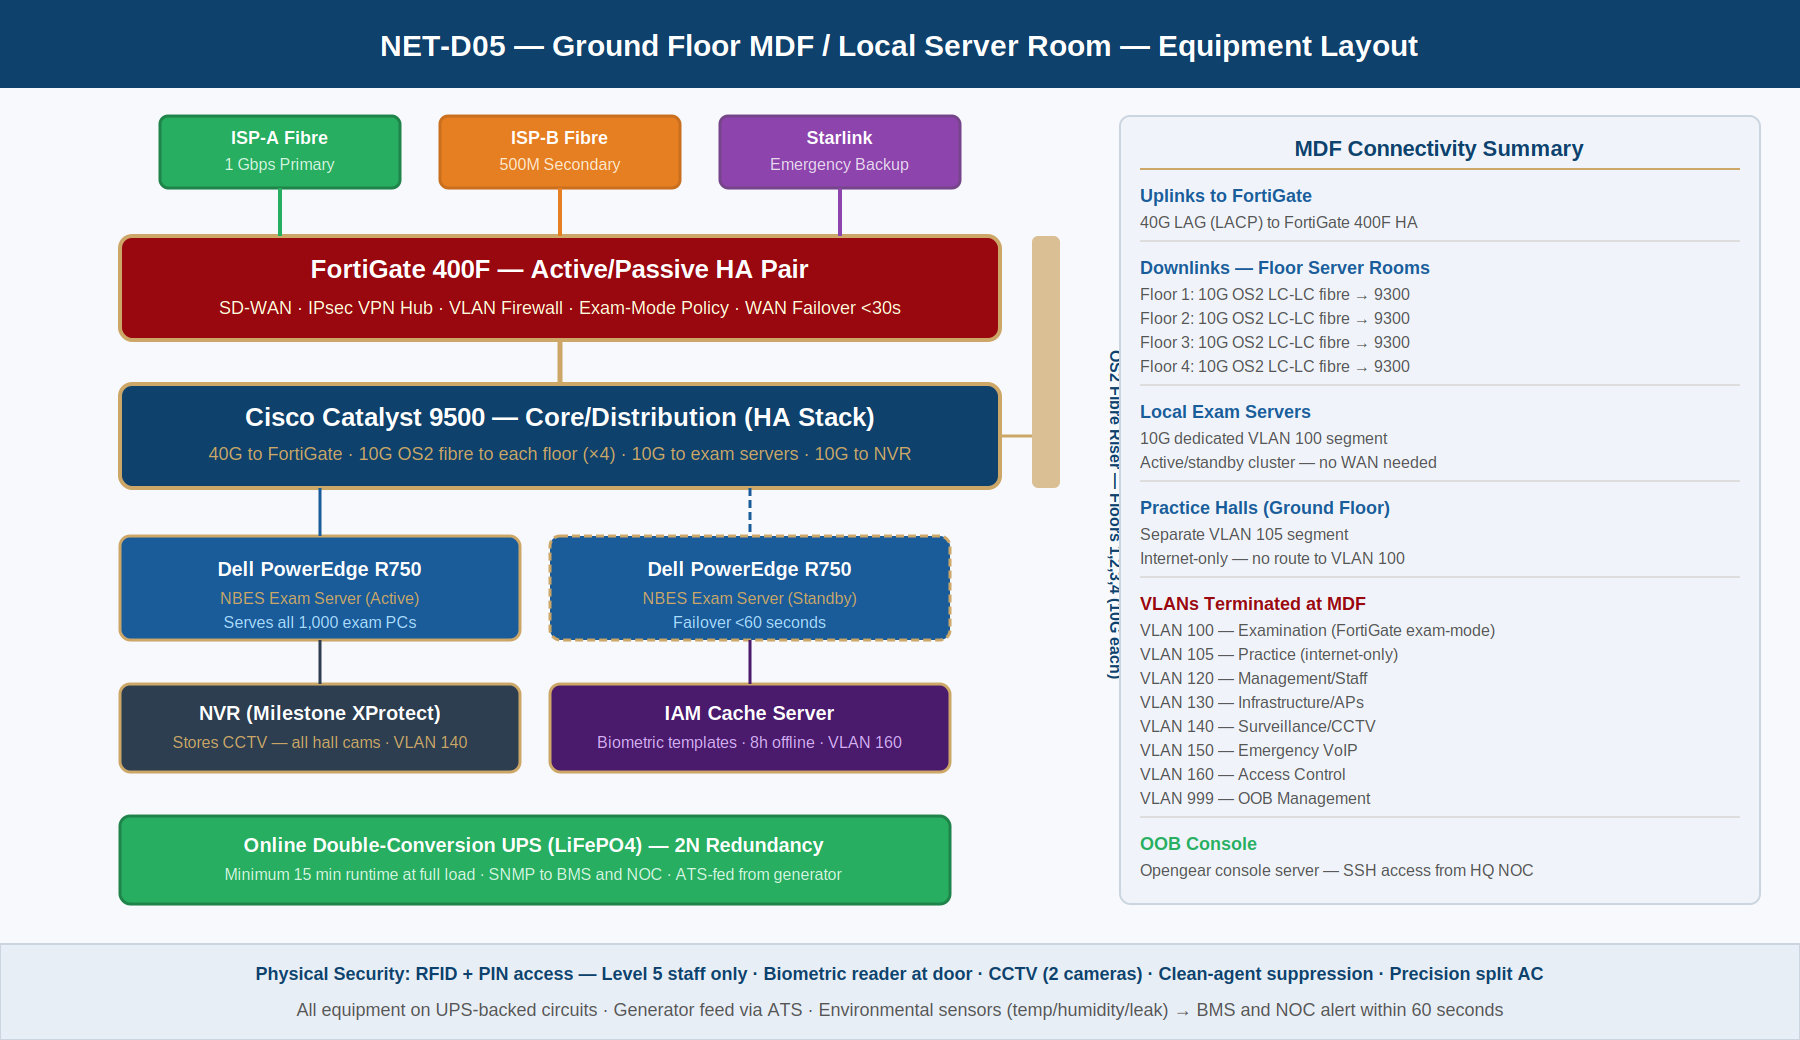 NET-D05 — Ground Floor MDF / Local Server Room — Equipment Layout
ISP-A Fibre
1 Gbps Primary
ISP-B Fibre
500M Secondary
Starlink
Emergency Backup
FortiGate 400F — Active/Passive HA Pair
SD-WAN · IPsec VPN Hub · VLAN Firewall · Exam-Mode Policy · WAN Failover <30s
Cisco Catalyst 9500 — Core/Distribution (HA Stack)
40G to FortiGate · 10G OS2 fibre to each floor (×4) · 10G to exam servers · 10G to NVR
Dell PowerEdge R750
NBES Exam Server (Active)
Serves all 1,000 exam PCs
Dell PowerEdge R750
NBES Exam Server (Standby)
Failover <60 seconds
NVR (Milestone XProtect)
Stores CCTV — all hall cams · VLAN 140
IAM Cache Server
Biometric templates · 8h offline · VLAN 160
Online Double-Conversion UPS (LiFePO4) — 2N Redundancy
Minimum 15 min runtime at full load · SNMP to BMS and NOC · ATS-fed from generator
OS2 Fibre Riser — Floors 1,2,3,4 (10G each)
MDF Connectivity Summary
Uplinks to FortiGate
40G LAG (LACP) to FortiGate 400F HA
Downlinks — Floor Server Rooms
Floor 1: 10G OS2 LC-LC fibre → 9300
Floor 2: 10G OS2 LC-LC fibre → 9300
Floor 3: 10G OS2 LC-LC fibre → 9300
Floor 4: 10G OS2 LC-LC fibre → 9300
Local Exam Servers
10G dedicated VLAN 100 segment
Active/standby cluster — no WAN needed
Practice Halls (Ground Floor)
Separate VLAN 105 segment
Internet-only — no route to VLAN 100
VLANs Terminated at MDF
VLAN 100 — Examination (FortiGate exam-mode)
VLAN 105 — Practice (internet-only)
VLAN 120 — Management/Staff
VLAN 130 — Infrastructure/APs
VLAN 140 — Surveillance/CCTV
VLAN 150 — Emergency VoIP
VLAN 160 — Access Control
VLAN 999 — OOB Management
OOB Console
Opengear console server — SSH access from HQ NOC
Physical Security: RFID + PIN access — Level 5 staff only · Biometric reader at door · CCTV (2 cameras) · Clean-agent suppression · Precision split AC
All equipment on UPS-backed circuits · Generator feed via ATS · Environmental sensors (temp/humidity/leak) → BMS and NOC alert within 60 seconds